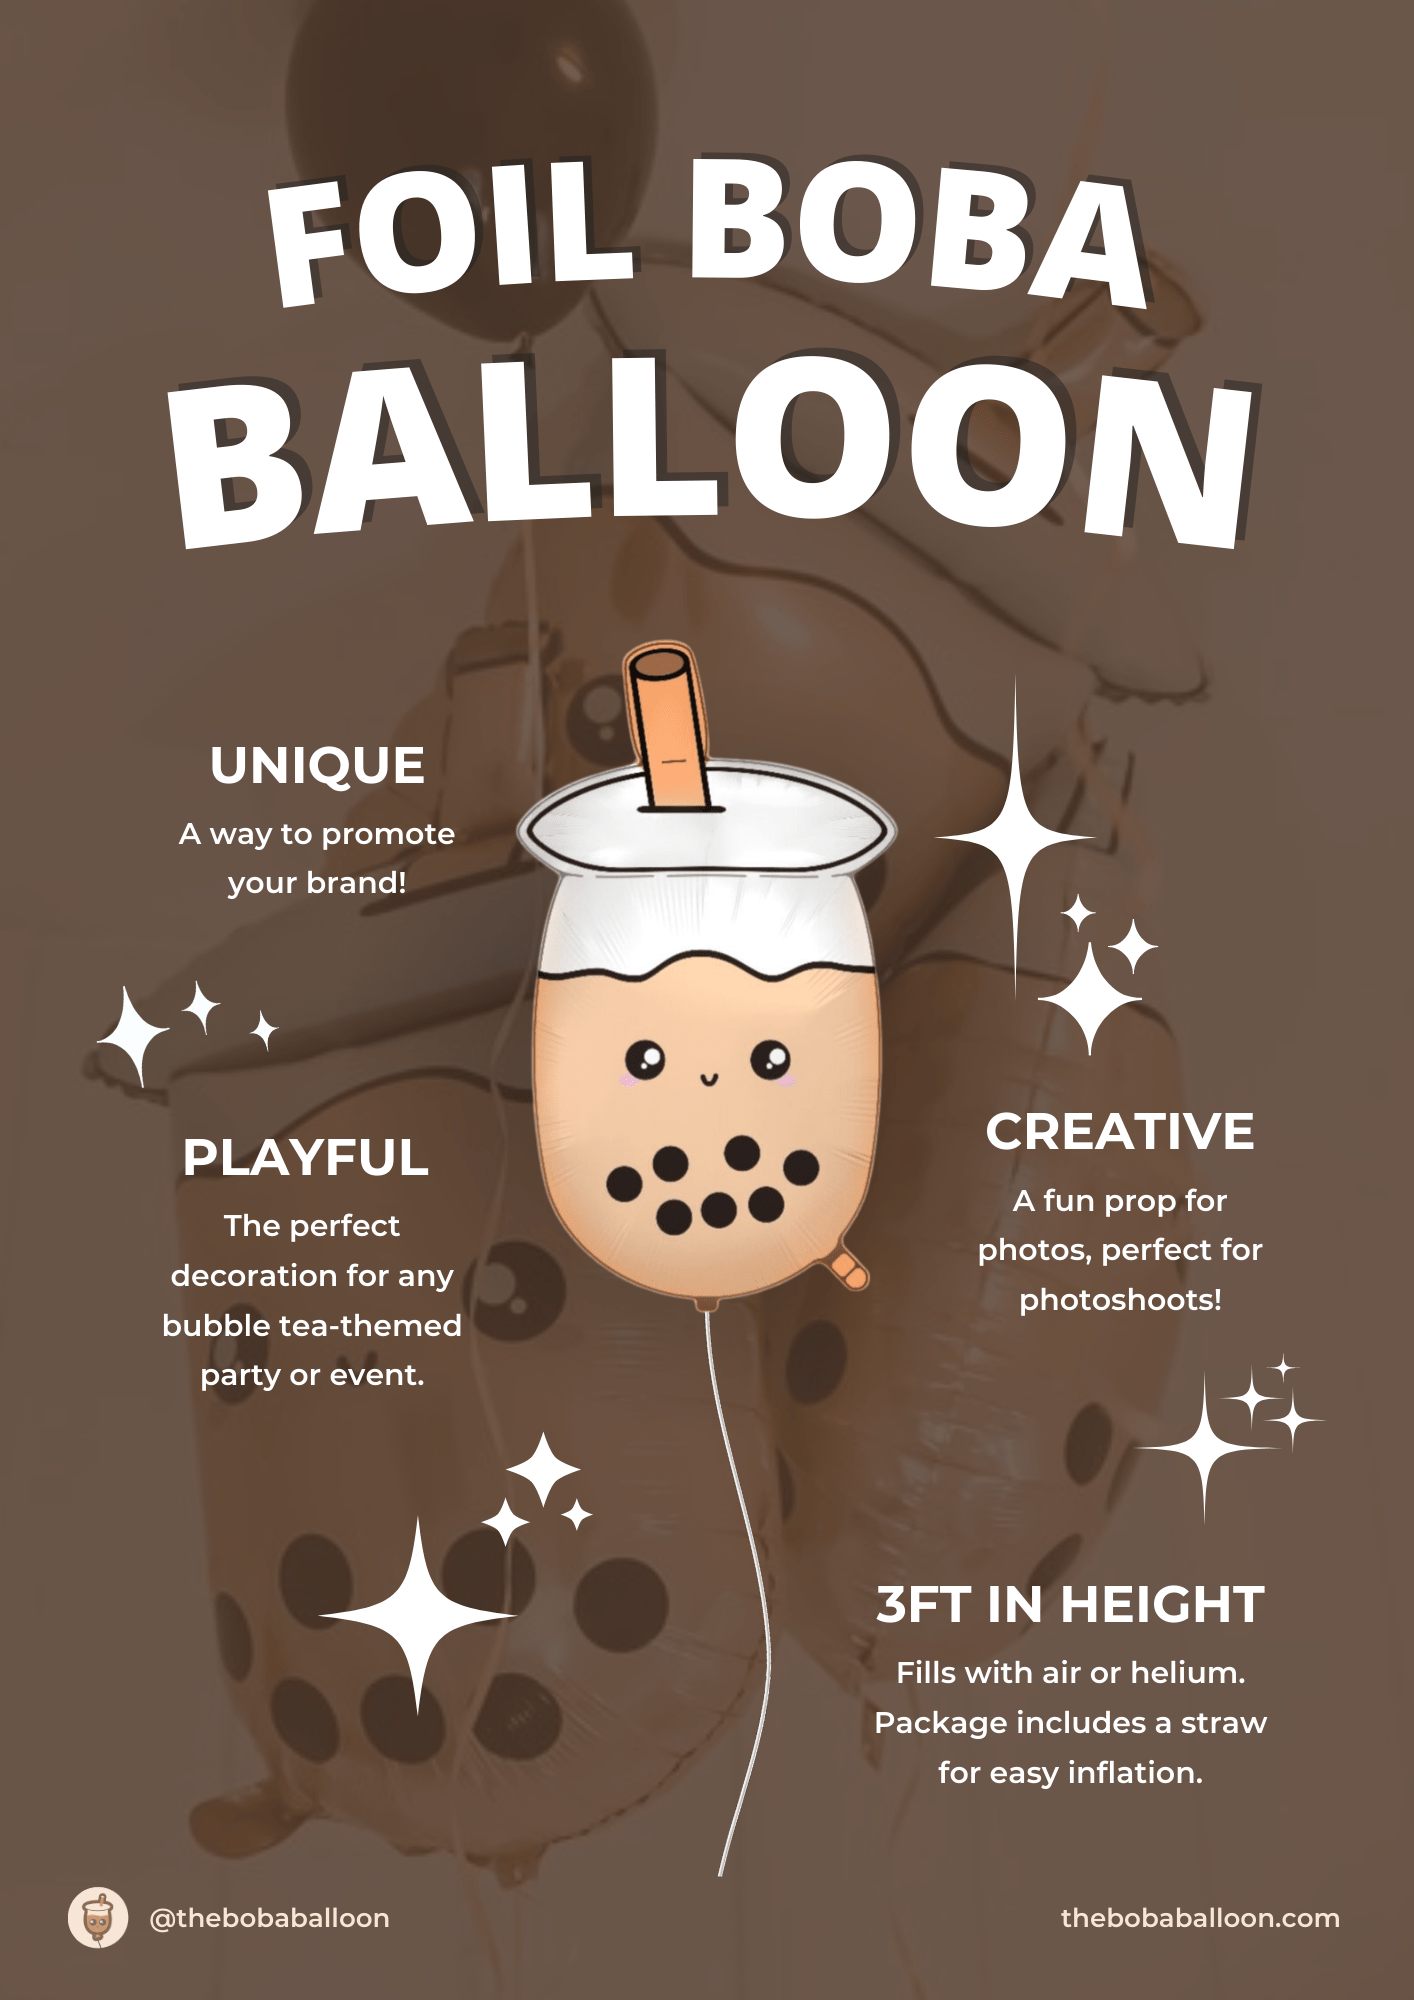 FOIL BOBA
BALLOON
UNIQUE
A way to promote
your brand!
PLAYFUL
The perfect
decoration for any
bubble tea-themed
party or event.
CREATIVE
A fun prop for
photos, perfect for
photoshoots!
3FT IN HEIGHT
Fills with air or helium.
Package includes a straw
for easy inflation.
@thebobaballoon
thebobaballoon.com